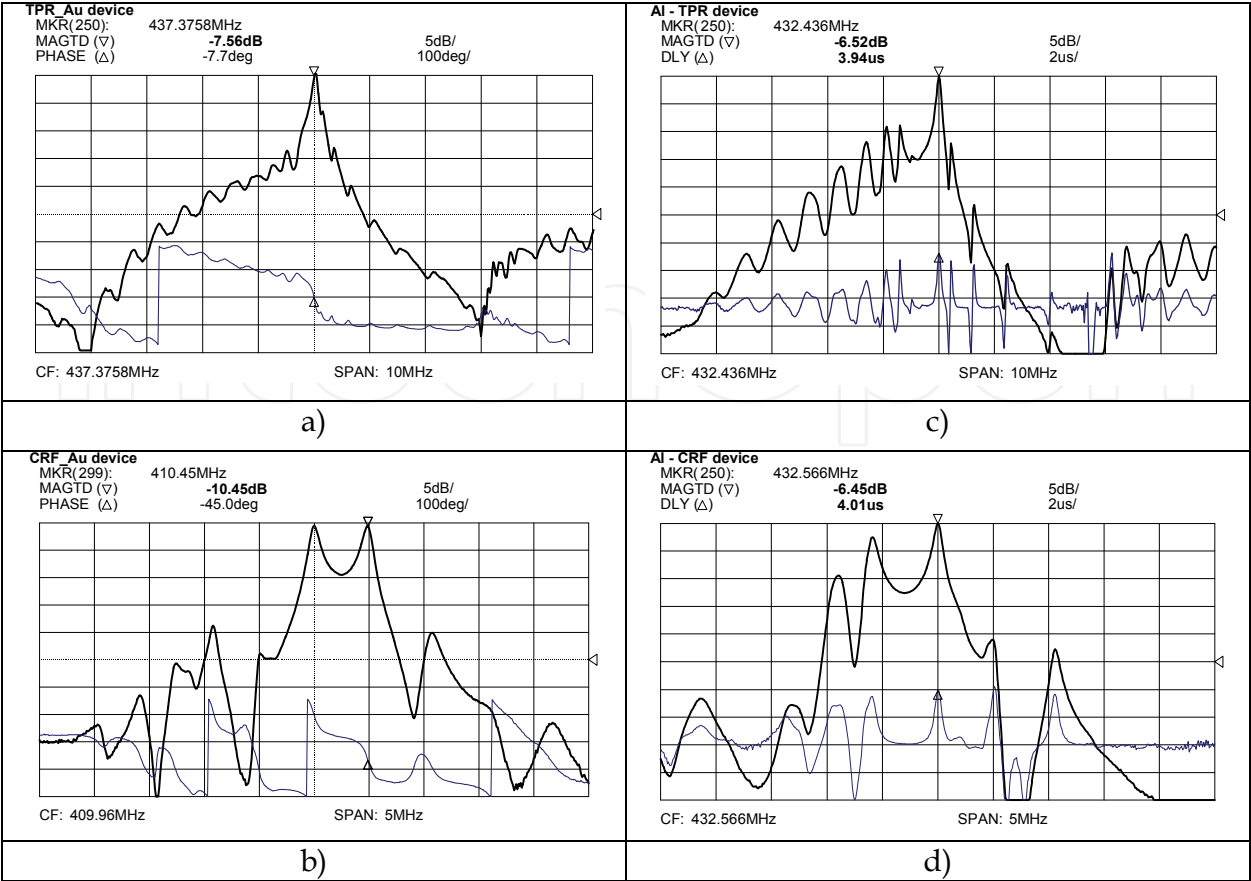 TPR_Au device
MKR(250): 437.3758MHz
MAGTD (▽) -7.56dB 5dB/
PHASE (△) -7.7deg 100deg/
CF: 437.3758MHz SPAN: 10MHz
a)
Al - TPR device
MKR(250): 432.436MHz
MAGTD (▽) -6.52dB 5dB/
DLY (△) 3.94us 2us/
CF: 432.436MHz SPAN: 10MHz
c)
CRF_Au device
MKR(299): 410.45MHz
MAGTD (▽) -10.45dB 5dB/
PHASE (△) -45.0deg 100deg/
CF: 409.96MHz SPAN: 5MHz
b)
Al - CRF device
MKR(250): 432.566MHz
MAGTD (▽) -6.45dB 5dB/
DLY (△) 4.01us 2us/
CF: 432.566MHz SPAN: 5MHz
d)